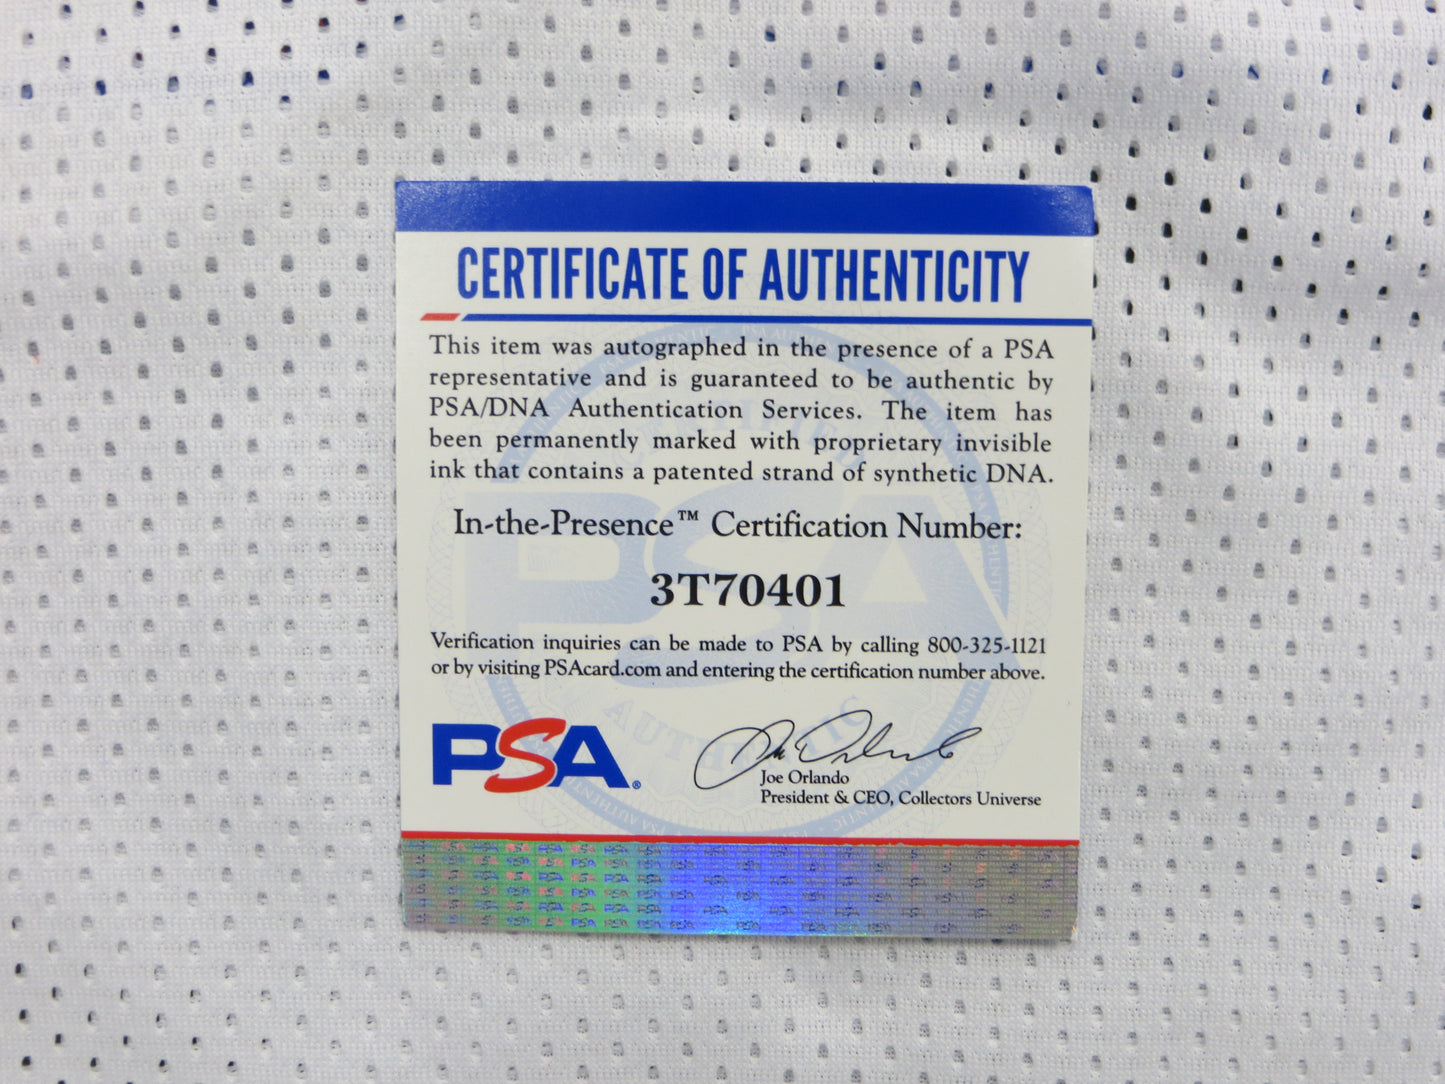 CERTIFICATE OF AUTHENTICITY
This item was autographed in the presence of a PSA
representative and is guaranteed to be authentic by
PSA/DNA Authentication Services. The item has
been permanently marked with proprietary invisible
ink that contains a patented strand of synthetic DNA.
In-the-Presence™ Certification Number:
3T70401
Verification inquiries can be made to PSA by calling 800-325-1121
or by visiting PSAcard.com and entering the certification number above.
PSA®
Joe Orlando
President & CEO, Collectors Universe